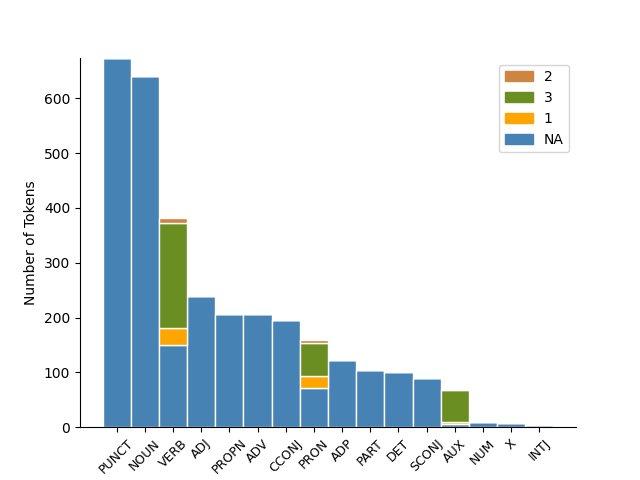 2
3
1
NA
Number of Tokens
600
500
400
300
200
100
0
PUNCT
NOUN
VERB
ADJ
PROPN
ADV
CCONJ
PRON
ADP
PART
DET
SCONJ
AUX
NUM
X
INTJ